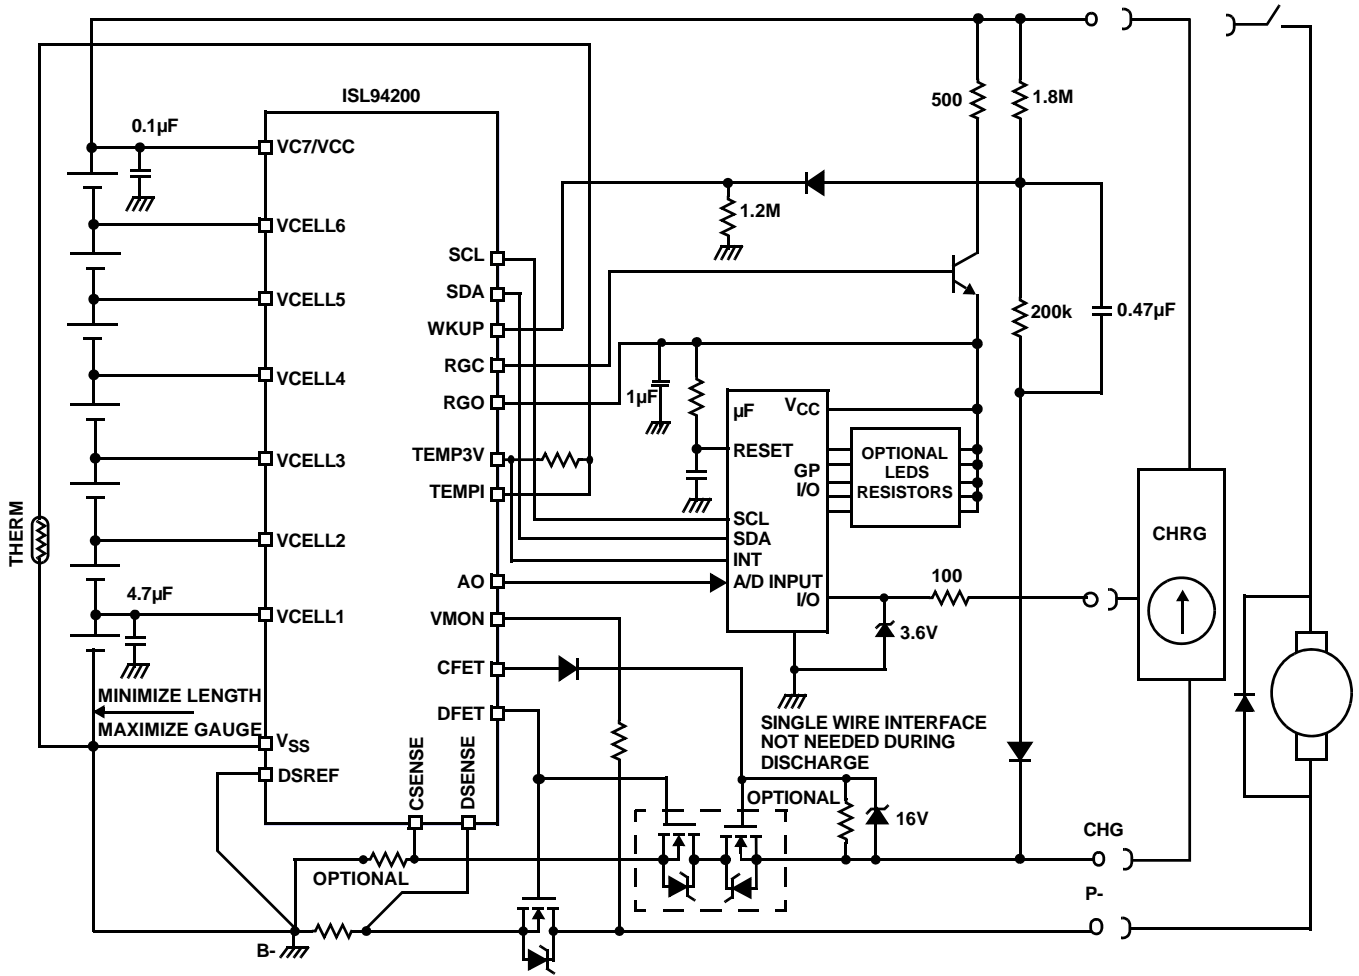 ISL94200
0.1µF
VC7/VCC
VCELL6
VCELL5
VCELL4
VCELL3
VCELL2
4.7µF
VCELL1
THERM
MINIMIZE LENGTH
MAXIMIZE GAUGE
VSS
DSREF
CSENSE
DSENSE
SCL
SDA
WKUP
RGC
RGO
TEMP3V
TEMPI
AO
VMON
CFET
DFET
500
1.8M
1.2M
200k
0.47µF
1µF
µF
VCC
RESET
GP
I/O
SCL
SDA
INT
A/D INPUT
I/O
OPTIONAL
LEDS
RESISTORS
100
3.6V
CHRG
SINGLE WIRE INTERFACE
NOT NEEDED DURING
DISCHARGE
OPTIONAL
16V
CHG
P-
OPTIONAL
B-